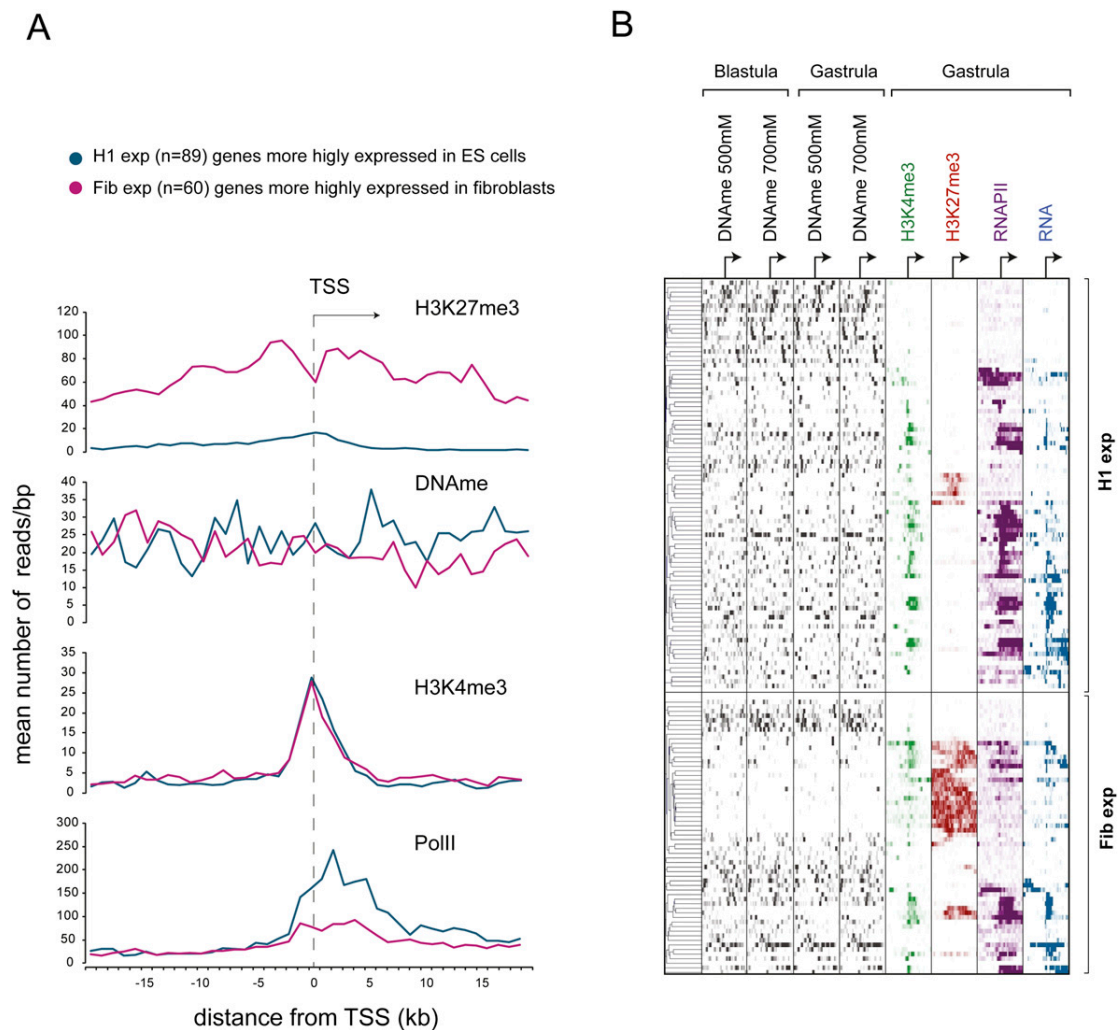 A
H1 exp (n=89) genes more higly expressed in ES cells
Fib exp (n=60) genes more highly expressed in fibroblasts
TSS
H3K27me3
120
100
80
60
40
20
0
DNAme
40
35
30
25
20
15
10
5
0
H3K4me3
35
30
25
20
15
10
5
0
PolII
300
250
200
150
100
50
0
mean number of reads/bp
-15 -10 -5 0 5 10 15
distance from TSS (kb)
B
Blastula Gastrula Gastrula
DNAme 500mM
DNAme 700mM
DNAme 500mM
DNAme 700mM
H3K4me3
H3K27me3
RNAPII
RNA
H1 exp
Fib exp